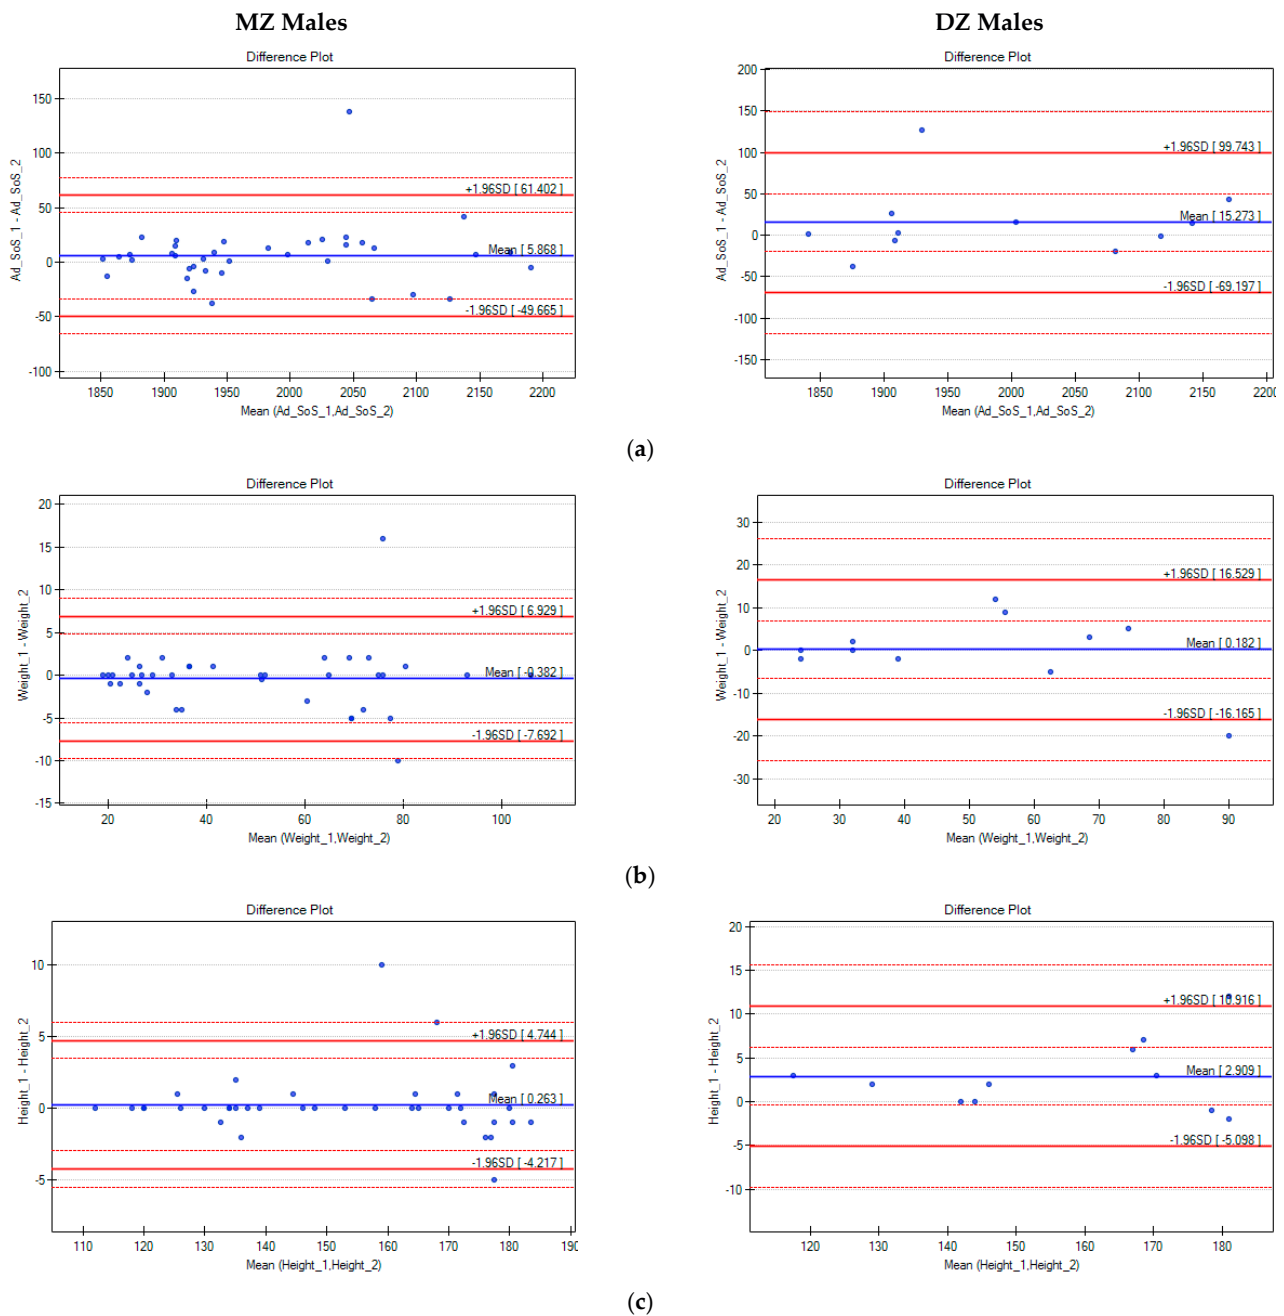 MZ Males
DZ Males
Difference Plot
Ad_SoS_1 - Ad_SoS_2
150
100
50
0
-50
-100
+1.96SD [ 61.402 ]
Mean [ 5.868 ]
-1.96SD [ -49.665 ]
1850 1900 1950 2000 2050 2100 2150 2200
Mean (Ad_SoS_1,Ad_SoS_2)
Difference Plot
Ad_SoS_1 - Ad_SoS_2
200
150
100
50
0
-50
-100
-150
+1.96SD [ 99.743 ]
Mean [ 15.273 ]
-1.96SD [ -69.197 ]
1850 1900 1950 2000 2050 2100 2150 2200
Mean (Ad_SoS_1,Ad_SoS_2)
(a)
Difference Plot
Weight_1 - Weight_2
20
15
10
5
0
-5
-10
-15
+1.96SD [ 6.929 ]
Mean [ -0.382 ]
-1.96SD [ -7.692 ]
20 40 60 80 100
Mean (Weight_1,Weight_2)
Difference Plot
Weight_1 - Weight_2
30
20
10
0
-10
-20
-30
+1.96SD [ 16.529 ]
Mean [ 0.182 ]
-1.96SD [ -16.165 ]
20 30 40 50 60 70 80 90
Mean (Weight_1,Weight_2)
(b)
Difference Plot
Height_1 - Height_2
10
5
0
-5
+1.96SD [ 4.744 ]
Mean [ 0.263 ]
-1.96SD [ -4.217 ]
110 120 130 140 150 160 170 180 190
Mean (Height_1,Height_2)
Difference Plot
Height_1 - Height_2
20
15
10
5
0
-5
-10
+1.96SD [ 10.916 ]
Mean [ 2.909 ]
-1.96SD [ -5.098 ]
120 130 140 150 160 170 180
Mean (Height_1,Height_2)
(c)